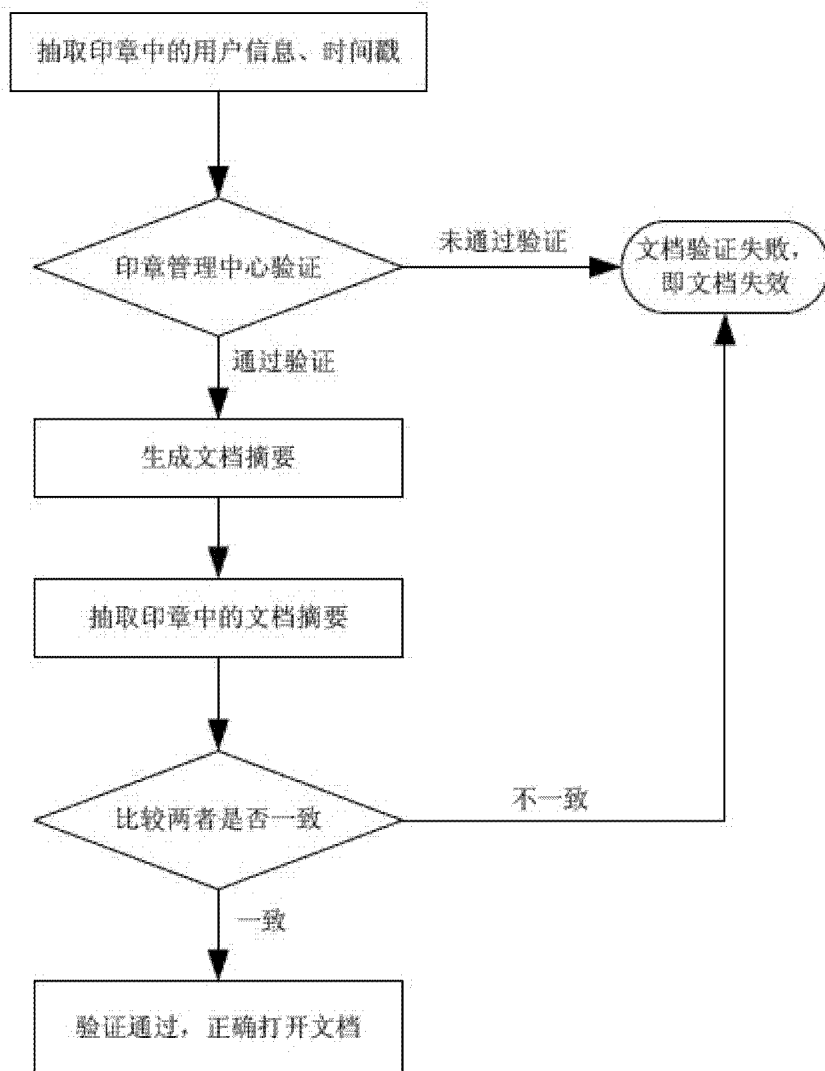 抽取印章中的用户信息、时间戳
印章管理中心验证
未通过验证
文档验证失败，
即文档失效
通过验证
生成文档摘要
抽取印章中的文档摘要
比较两者是否一致
不一致
一致
验证通过，正确打开文档